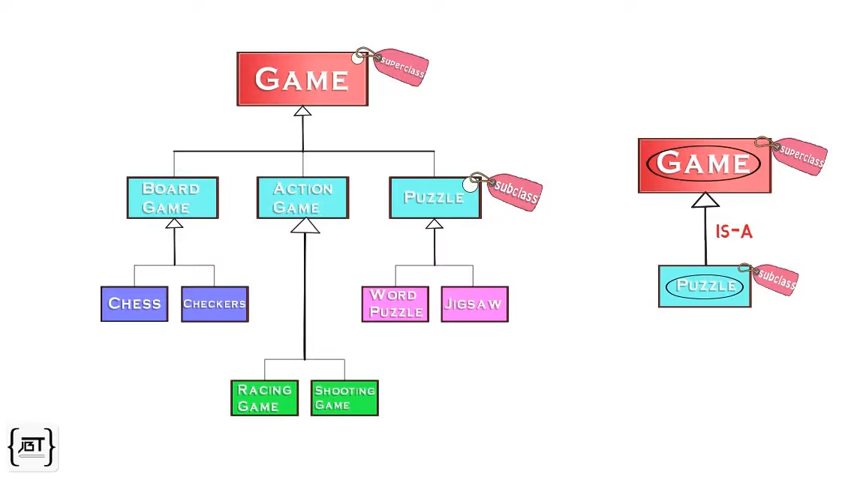 GAME
superclass
BOARD
GAME
ACTION
GAME
PUZZLE
subclass
CHESS
CHECKERS
WORD
PUZZLE
JIGSAW
RACING
GAME
SHOOTING
GAME
GAME
superclass
IS-A
PUZZLE
subclass